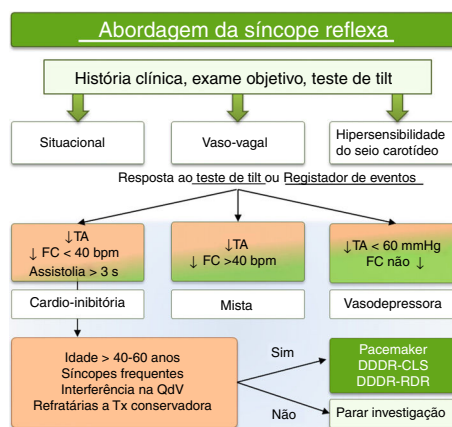 Abordagem da síncope reflexa
História clínica, exame objetivo, teste de tilt
Situacional
Vaso-vagal
Hipersensibilidade
do seio carotídeo
Resposta ao teste de tilt ou Registador de eventos
↓TA
↓ FC < 40 bpm
Assistolia > 3 s
↓TA
↓ FC >40 bpm
↓TA < 60 mmHg
FC não ↓
Cardio-inibitória
Mista
Vasodepressora
Idade > 40-60 anos
Síncopes frequentes
Interferência na QdV
Refratárias a Tx conservadora
Sim
Pacemaker
DDDR-CLS
DDDR-RDR
Não
Parar investigação